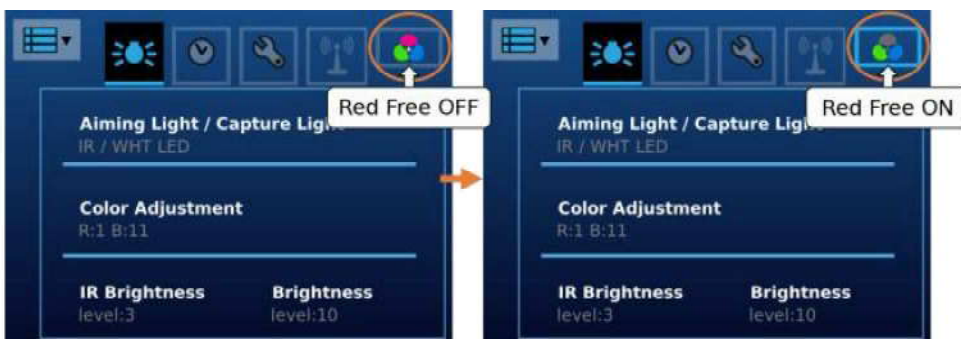 Red Free OFF
Aiming Light / Capture Ligh
IR / WHT LED
Color Adjustment
R:1 B:11
IR Brightness Brightness
level:3 level:10
Red Free ON
Aiming Light / Capture Ligh
IR / WHT LED
Color Adjustment
R:1 B:11
IR Brightness Brightness
level:3 level:10